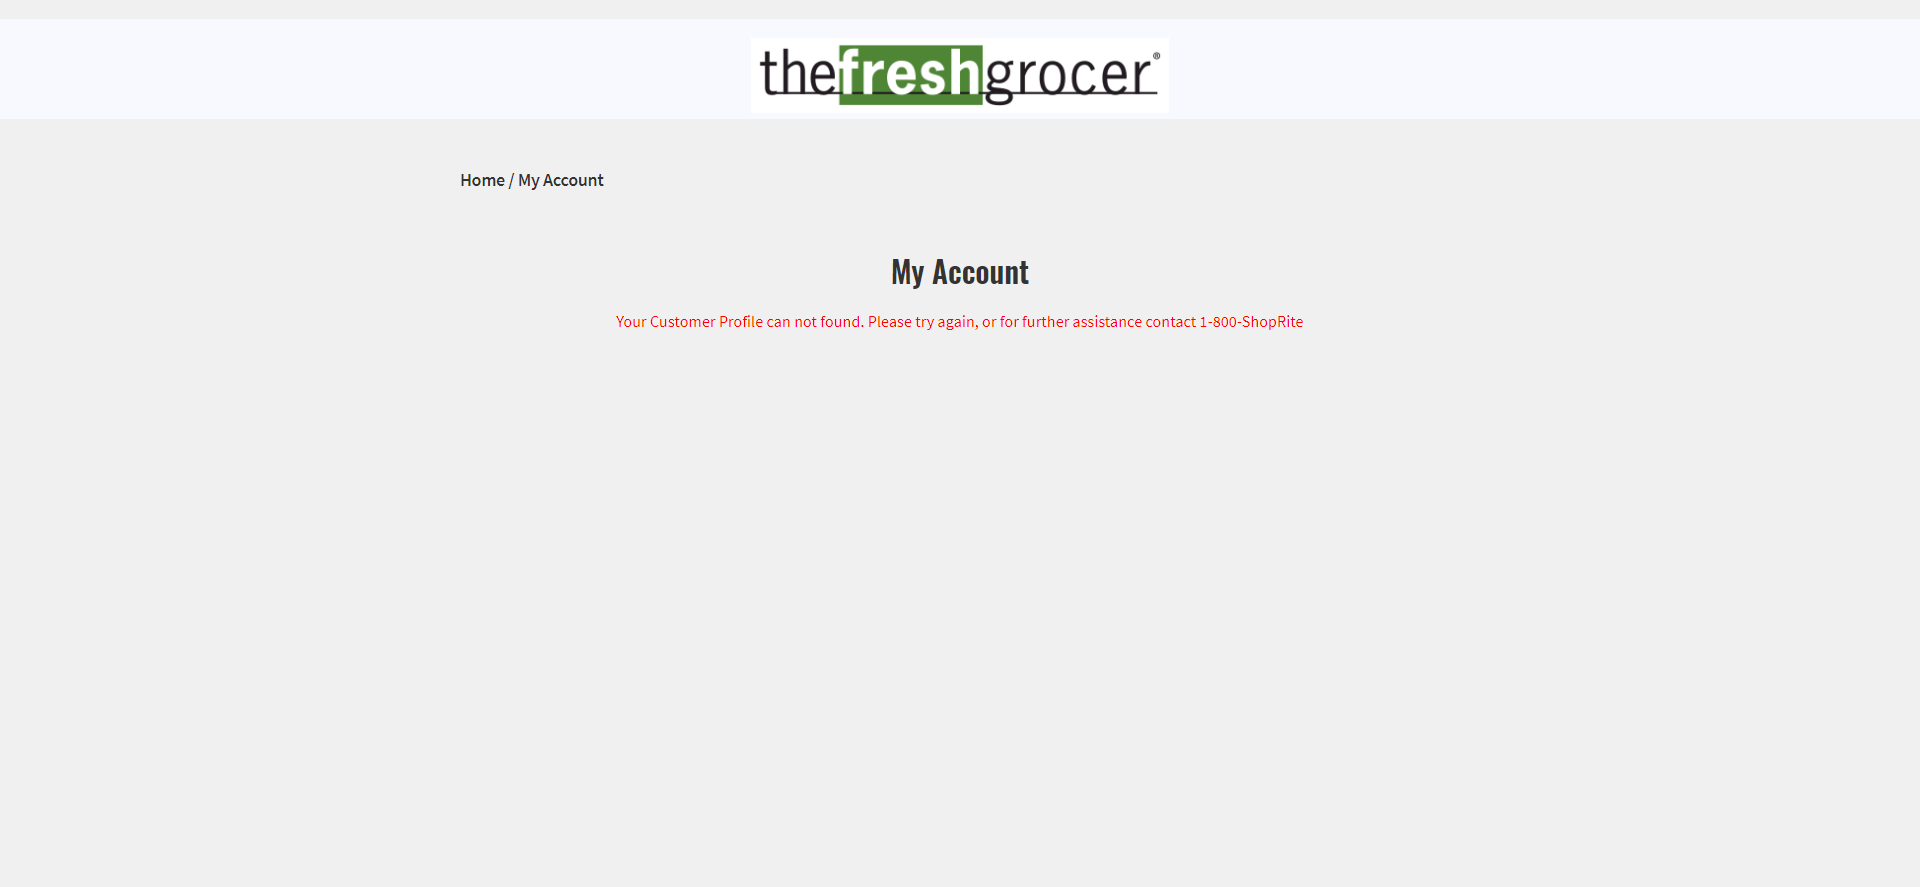 thefreshgrocer®
Home / My Account
My Account
Your Customer Profile can not found. Please try again, or for further assistance contact 1-800-ShopRite